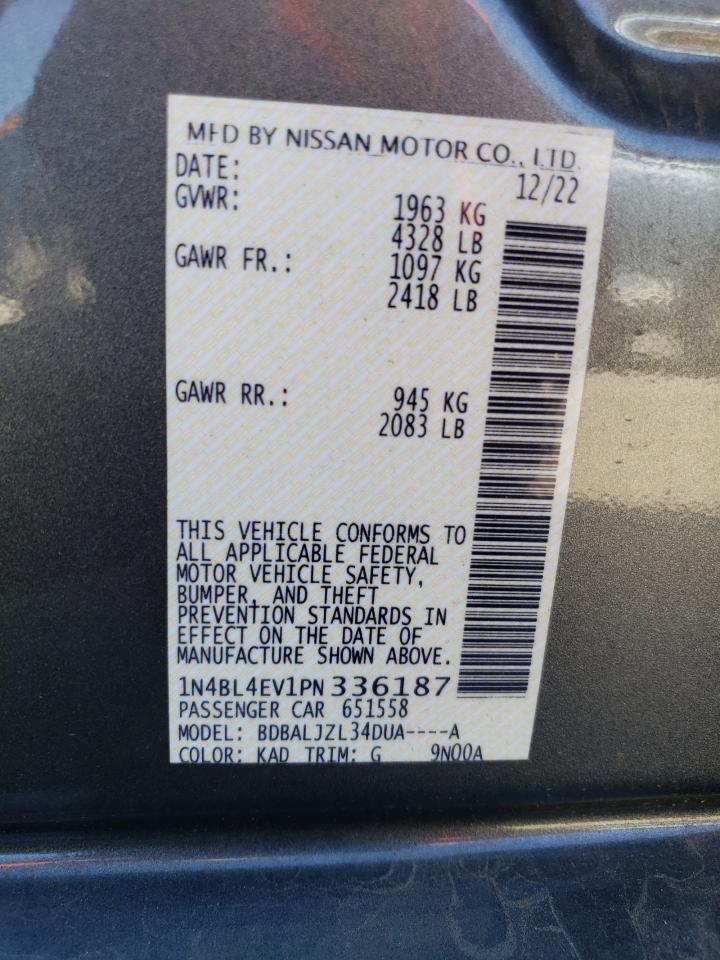 MFD BY NISSAN MOTOR CO., LTD.
DATE: 12/22
GVWR: 1963 KG
4328 LB
GAWR FR.: 1097 KG
2418 LB
GAWR RR.: 945 KG
2083 LB
THIS VEHICLE CONFORMS TO
ALL APPLICABLE FEDERAL
MOTOR VEHICLE SAFETY,
BUMPER, AND THEFT
PREVENTION STANDARDS IN
EFFECT ON THE DATE OF
MANUFACTURE SHOWN ABOVE.
1N4BL4EV1PN336187
PASSENGER CAR 651558
MODEL: BDBALJZL34DUA----A
COLOR: KAD TRIM: G 9N00A